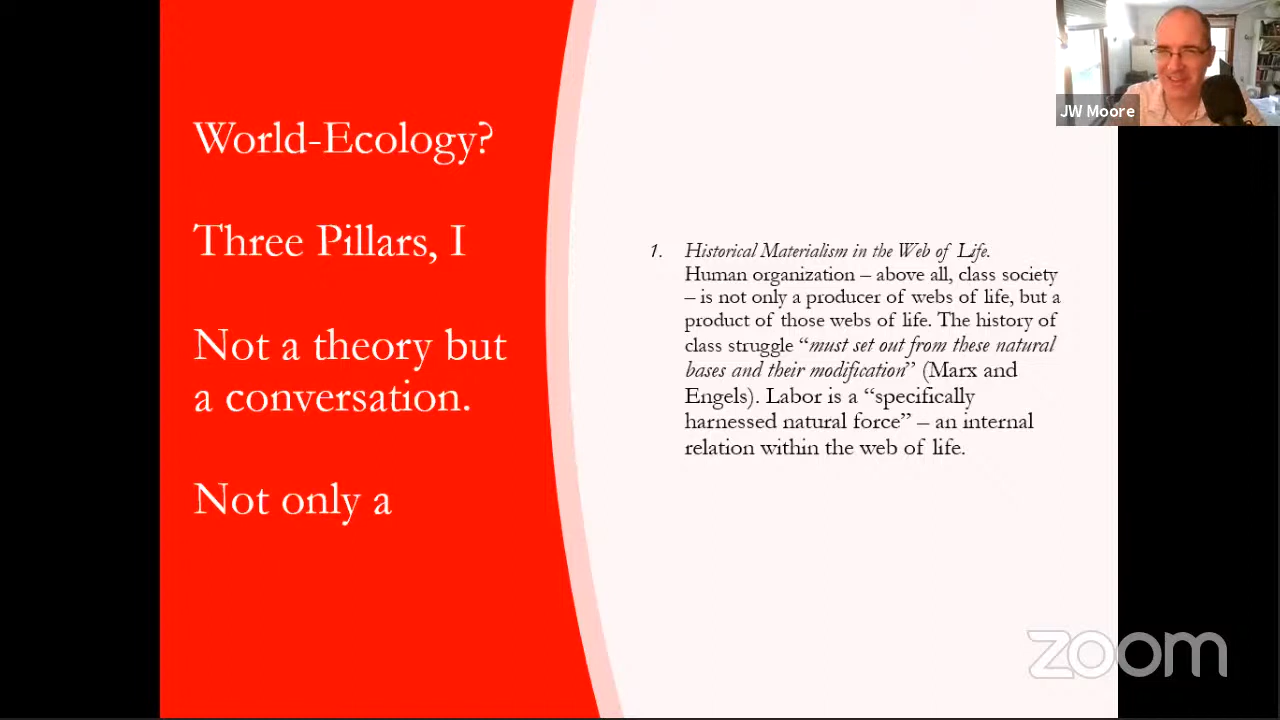 World-Ecology?
Three Pillars, I
Not a theory but
a conversation.
Not only a
1. Historical Materialism in the Web of Life.
Human organization – above all, class society
– is not only a producer of webs of life, but a
product of those webs of life. The history of
class struggle “must set out from these natural
bases and their modification” (Marx and
Engels). Labor is a “specifically
harnessed natural force” – an internal
relation within the web of life.
JW Moore
zoom